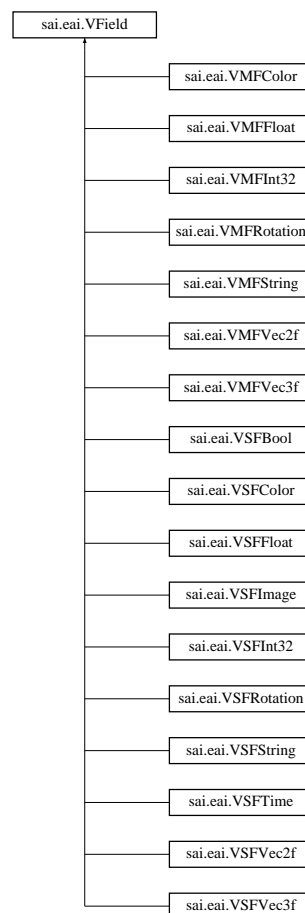 sai.eai.VField
sai.eai.VMFColor
sai.eai.VMFFloat
sai.eai.VMFInt32
sai.eai.VMFRotation
sai.eai.VMFString
sai.eai.VMFVec2f
sai.eai.VMFVec3f
sai.eai.VSFBool
sai.eai.VSFColor
sai.eai.VSFFloat
sai.eai.VSFImage
sai.eai.VSFInt32
sai.eai.VSFRotation
sai.eai.VSFString
sai.eai.VSFTime
sai.eai.VSFVec2f
sai.eai.VSFVec3f